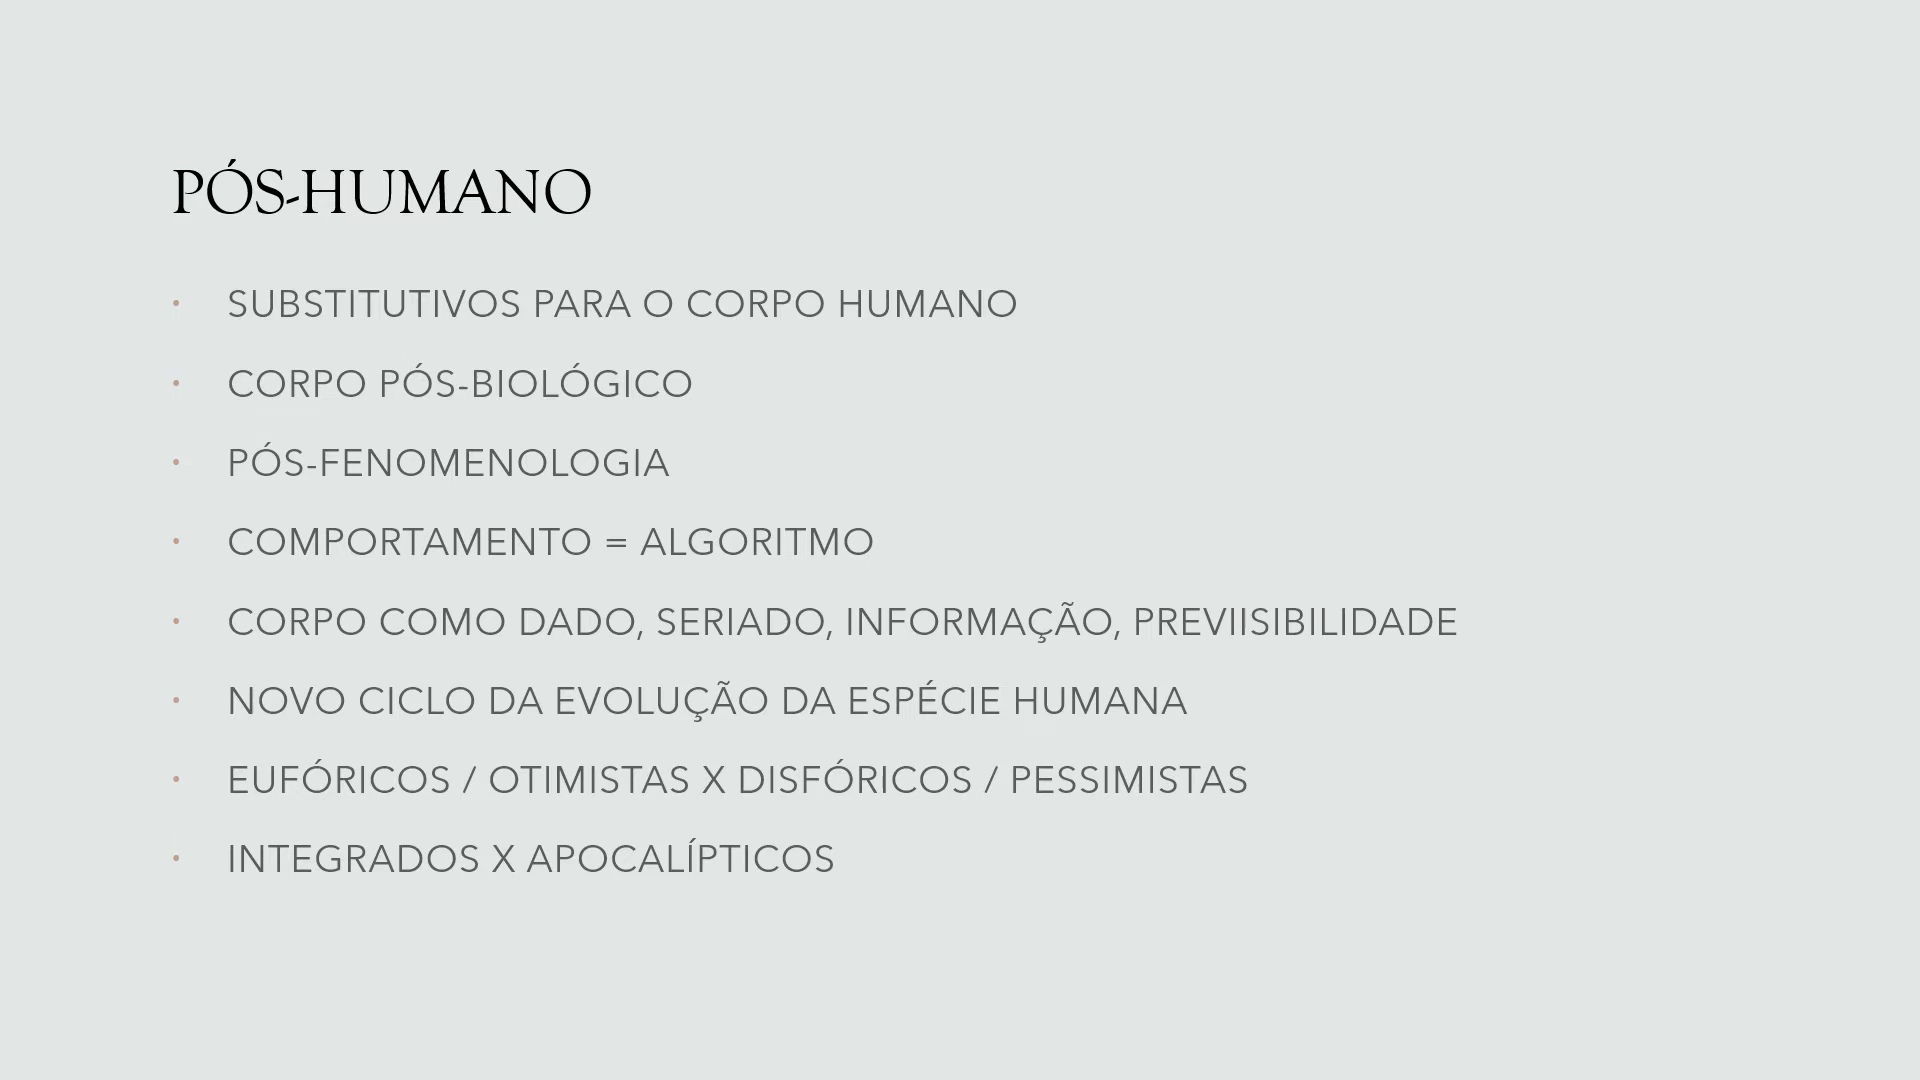 PÓS-HUMANO
• SUBSTITUTIVOS PARA O CORPO HUMANO
• CORPO PÓS-BIOLÓGICO
• PÓS-FENOMENOLOGIA
• COMPORTAMENTO = ALGORITMO
• CORPO COMO DADO, SERIADO, INFORMAÇÃO, PREVIISIBILIDADE
• NOVO CICLO DA EVOLUÇÃO DA ESPÉCIE HUMANA
• EUFÓRICOS / OTIMISTAS X DISFÓRICOS / PESSIMISTAS
• INTEGRADOS X APOCALÍPTICOS